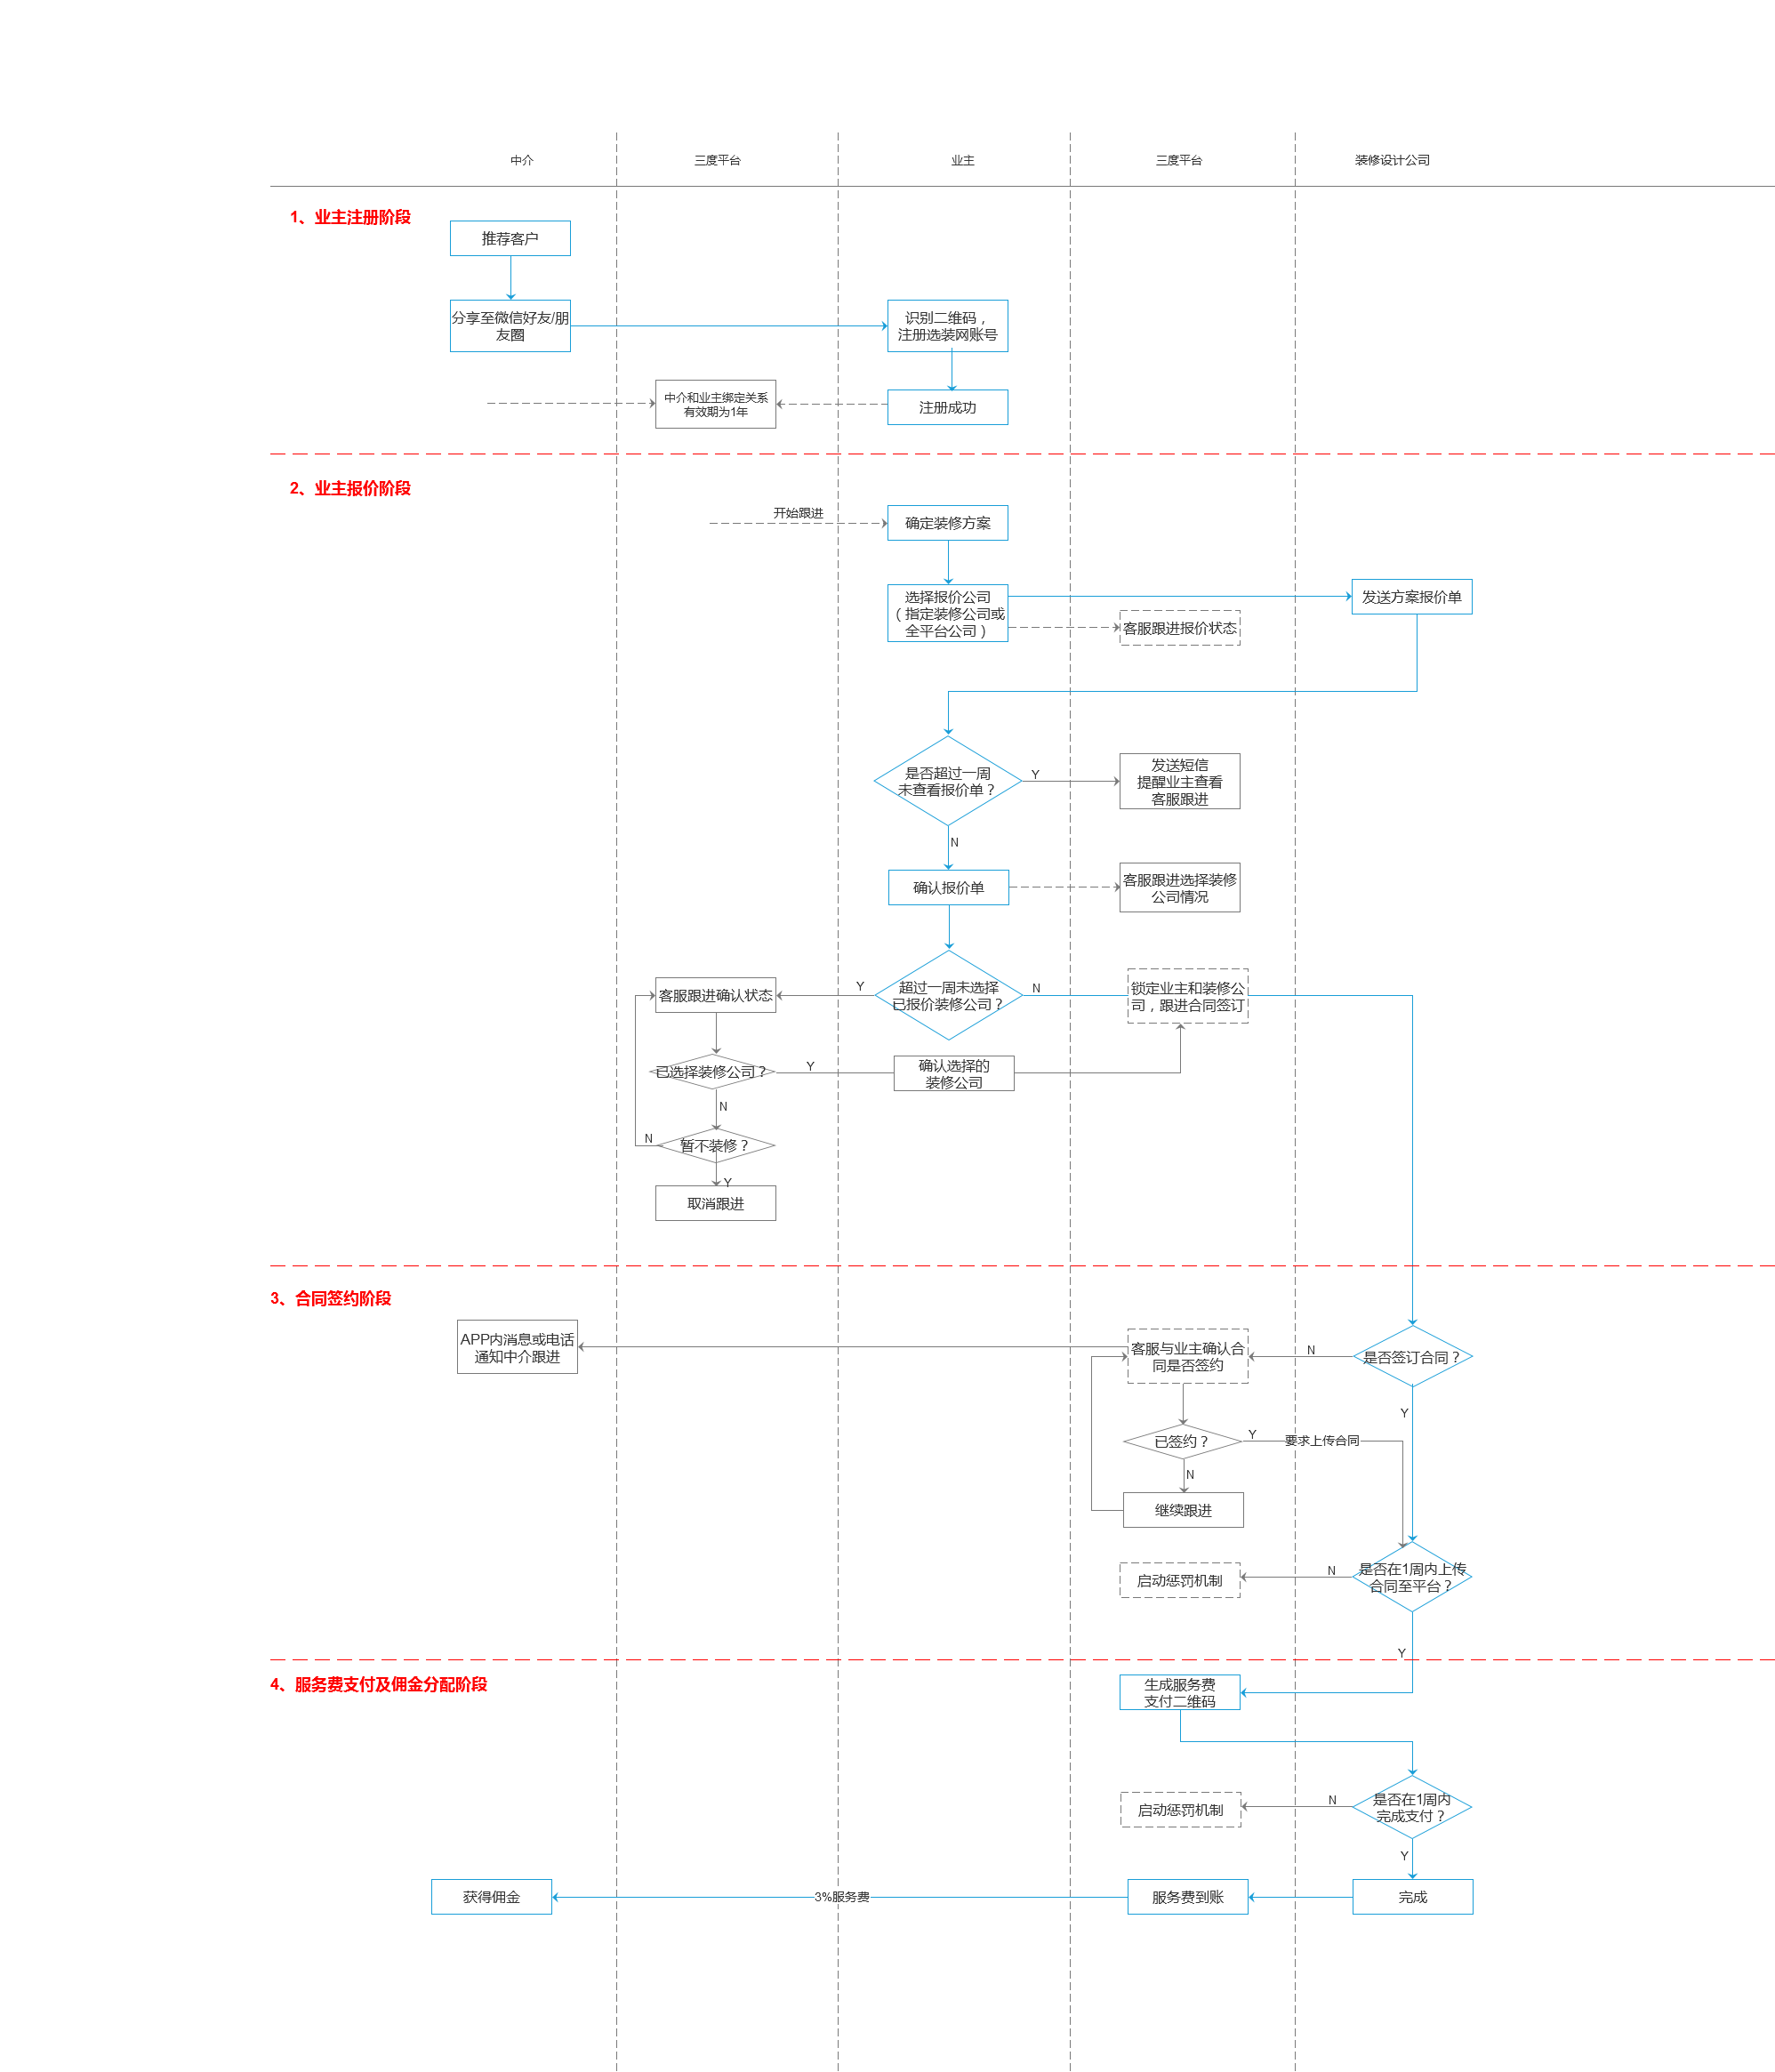 中介
三度平台
业主
三度平台
装修设计公司
1、业主注册阶段
推荐客户
分享至微信好友/朋
友圈
识别二维码，
注册选装网账号
中介和业主绑定关系
有效期为1年
注册成功
2、业主报价阶段
开始跟进
确定装修方案
选择报价公司
（指定装修公司或
全平台公司）
发送方案报价单
客服跟进报价状态
是否超过一周
未查看报价单？
Y
发送短信
提醒业主查看
客服跟进
N
确认报价单
客服跟进选择装修
公司情况
客服跟进确认状态
Y
超过一周未选择
已报价装修公司？
N
锁定业主和装修公
司，跟进合同签订
已选择装修公司？
Y
确认选择的
装修公司
N
N
暂不装修？
Y
取消跟进
3、合同签约阶段
APP内消息或电话
通知中介跟进
客服与业主确认合
同是否签约
N
是否签订合同？
Y
已签约？
Y
要求上传合同
N
继续跟进
启动惩罚机制
N
是否在1周内上传
合同至平台？
Y
4、服务费支付及佣金分配阶段
生成服务费
支付二维码
启动惩罚机制
N
是否在1周内
完成支付？
Y
获得佣金
3%服务费
服务费到账
完成